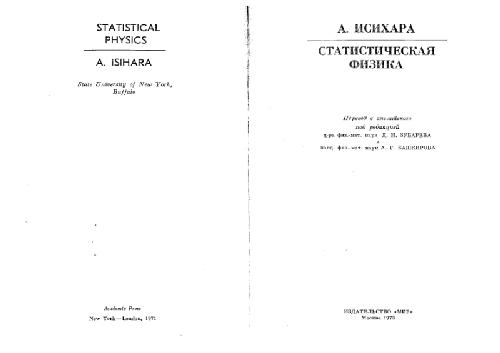 STATISTICAL
PHYSICS
A. ISIHARA
State University of New York,
Buffalo
Academic Press
New York—London, 1971
А. ИСИХАРА
СТАТИСТИЧЕСКАЯ
ФИЗИКА
Перевод с английского
под редакцией
д-ра физ.-мат. наук Д. Н. ЗУБАРЕВА
и
канд. физ.-мат. наук А. Г. БАШКИРОВА
ИЗДАТЕЛЬСТВО «МИР»
Москва 1973